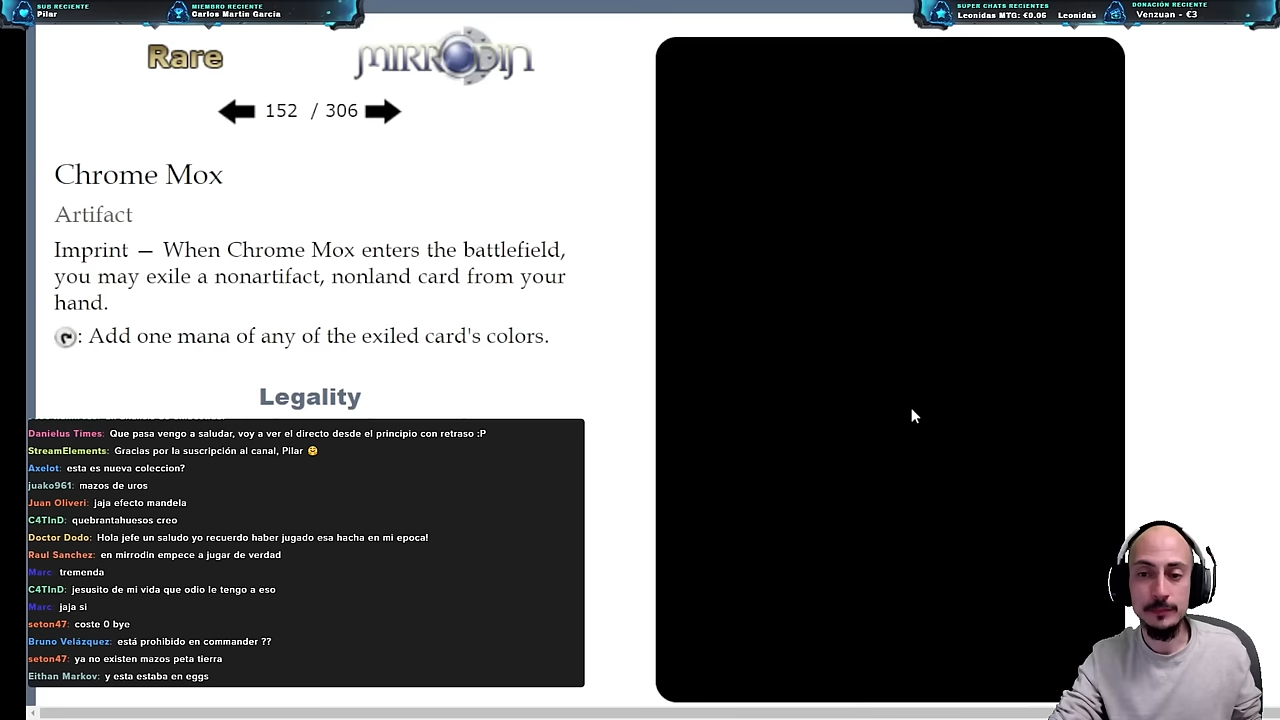 SUB RECIENTE
Pilar
MIEMBRO RECIENTE
Carlos Martin Garcia
SUPER CHATS RECIENTES
Leonidas MTG: €0.06 Leonidas
DONACIÓN RECIENTE
Venzuan - €3
Rare
MIRRODIN
152 / 306
Chrome Mox
Artifact
Imprint — When Chrome Mox enters the battlefield,
you may exile a nonartifact, nonland card from your
hand.
: Add one mana of any of the exiled card's colors.
Legality
Danielus Times: Que pasa vengo a saludar, voy a ver el directo desde el principio con retraso :P
StreamElements: Gracias por la suscripción al canal, Pilar
Axelot: esta es nueva coleccion?
juako961: mazos de uros
Juan Oliveri: jaja efecto mandela
C4TInD: quebrantahuesos creo
Doctor Dodo: Hola jefe un saludo yo recuerdo haber jugado esa hacha en mi epoca!
Raul Sanchez: en mirrodin empece a jugar de verdad
Marc: tremenda
C4TInD: jesusito de mi vida que odio le tengo a eso
Marc: jaja si
seton47: coste 0 bye
Bruno Velázquez: está prohibido en commander ??
seton47: ya no existen mazos peta tierra
Eithan Markov: y esta estaba en eggs